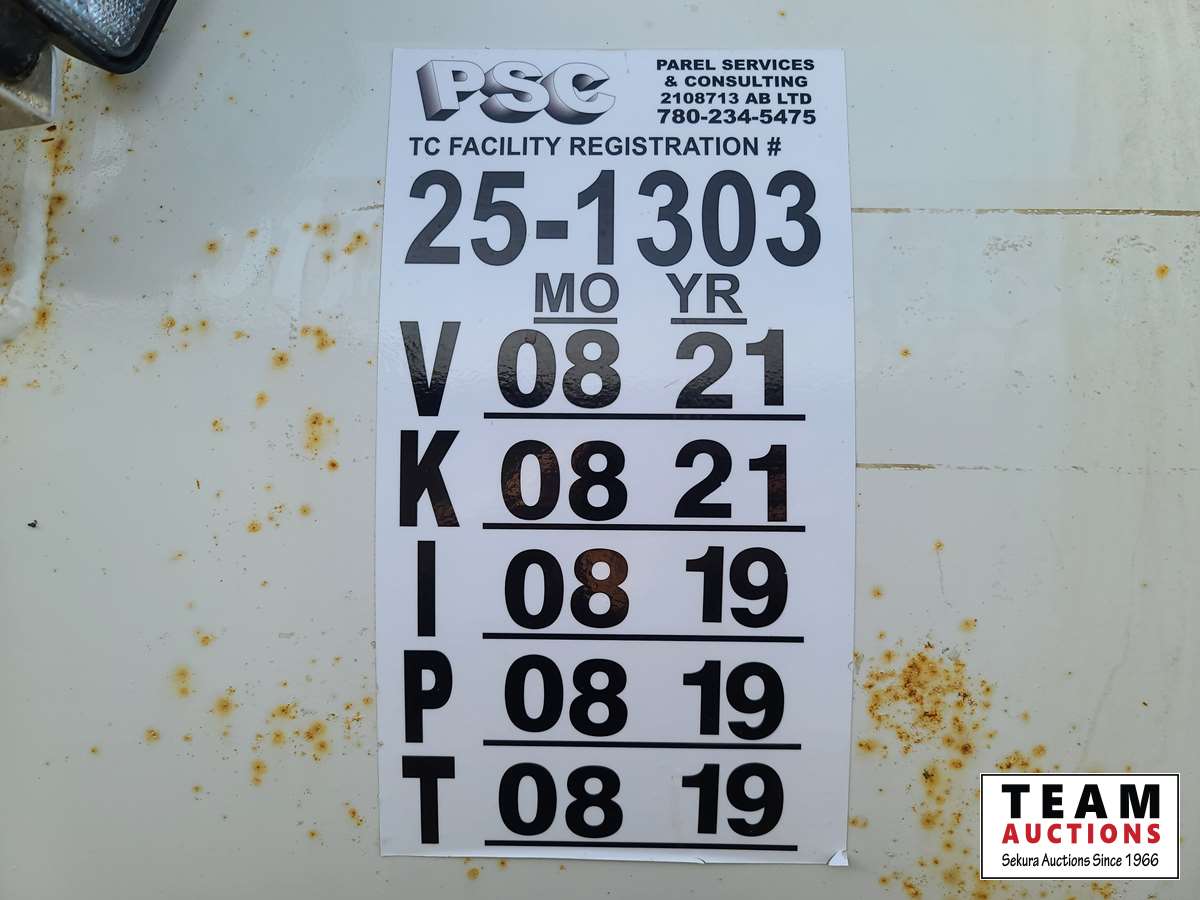 PSC
PAREL SERVICES
& CONSULTING
2108713 AB LTD
780-234-5475
TC FACILITY REGISTRATION #
25-1303
MO YR
V 08 21
K 08 21
I 08 19
P 08 19
T 08 19
TEAM
AUCTIONS
Sekura Auctions Since 1966